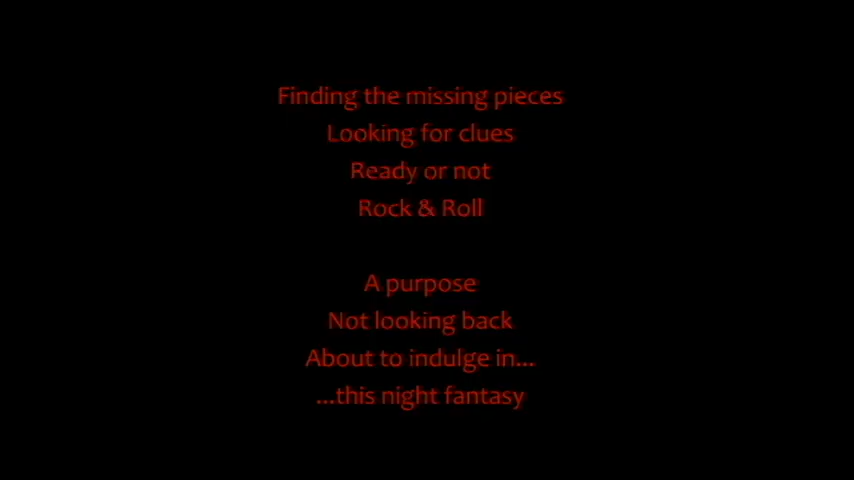 Finding the missing pieces
Looking for clues
Ready or not
Rock & Roll
A purpose
Not looking back
About to indulge in...
...this night fantasy